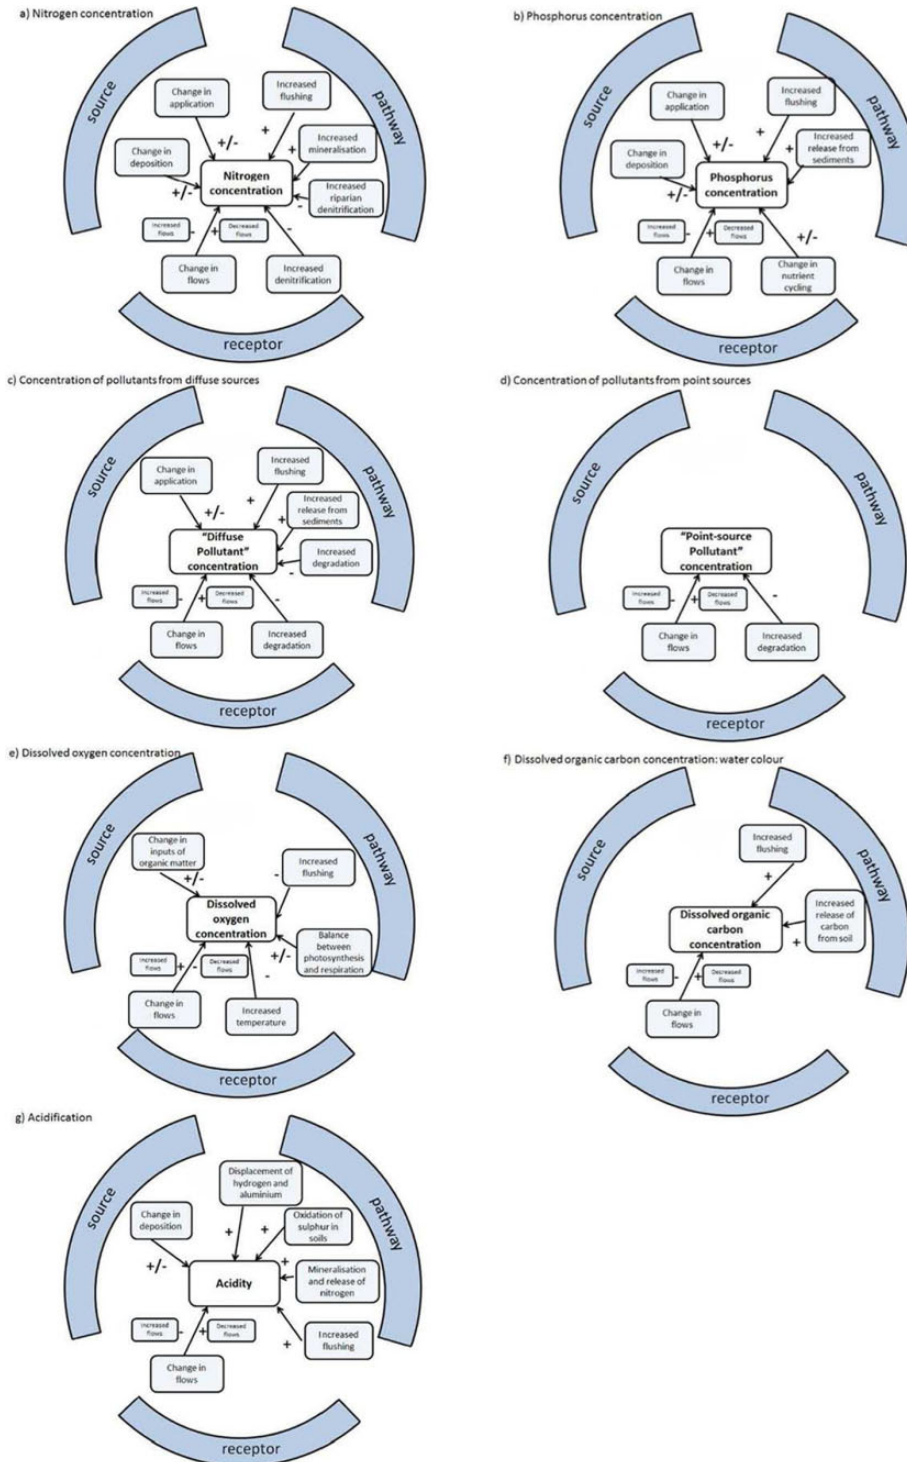 a) Nitrogen concentration
source
pathway
Change in
application
Increased
flushing
+/-
+
Change in
deposition
+/-
Nitrogen
concentration
+
Increased
mineralisation
-
Increased
riparian
denitrification
Increased
flows
-
+
Decreased
flows
-
Change in
flows
Increased
denitrification
receptor
b) Phosphorus concentration
source
pathway
Change in
application
Increased
flushing
+/-
+
Change in
deposition
+/-
Phosphorus
concentration
+
Increased
release from
sediments
Increased
flows
-
+
Decreased
flows
+/-
Change in
flows
Change in
nutrient
cycling
receptor
c) Concentration of pollutants from diffuse sources
source
pathway
Change in
application
Increased
flushing
+/-
+
"Diffuse
Pollutant"
concentration
+
Increased
release from
sediments
-
Increased
degradation
Increased
flows
-
+
Decreased
flows
-
Change in
flows
Increased
degradation
receptor
d) Concentration of pollutants from point sources
source
pathway
"Point-source
Pollutant"
concentration
Increased
flows
-
+
Decreased
flows
-
Change in
flows
Increased
degradation
receptor
e) Dissolved oxygen concentration
source
pathway
Change in
inputs of
organic matter
+/-
-
Increased
flushing
Dissolved
oxygen
concentration
+/-
Balance
between
photosynthesis
and respiration
Increased
flows
+
-
Decreased
flows
-
Change in
flows
Increased
temperature
receptor
f) Dissolved organic carbon concentration: water colour
source
pathway
Increased
flushing
+
Dissolved organic
carbon
concentration
+
Increased
release of
carbon
from soil
Increased
flows
-
+
Decreased
flows
Change in
flows
receptor
g) Acidification
source
pathway
Displacement of
hydrogen and
aluminium
Change in
deposition
+/-
+
+
Oxidation of
sulphur in
soils
Acidity
+
Mineralisation
and release of
nitrogen
Increased
flows
-
+
Decreased
flows
+
Increased
flushing
Change in
flows
receptor